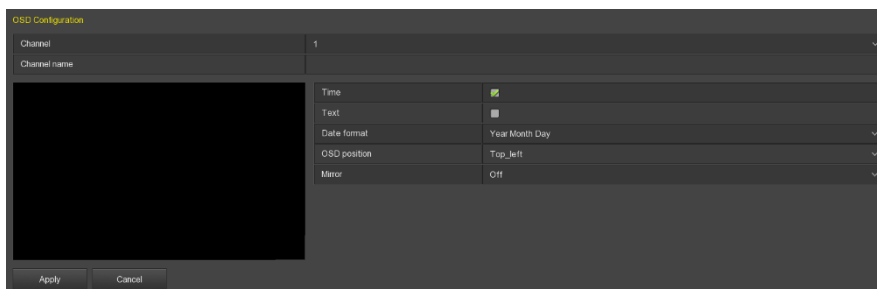 OSD Configuration
Channel 1
Channel name
Time
Text
Date format Year Month Day
OSD position Top_left
Mirror Off
Apply Cancel